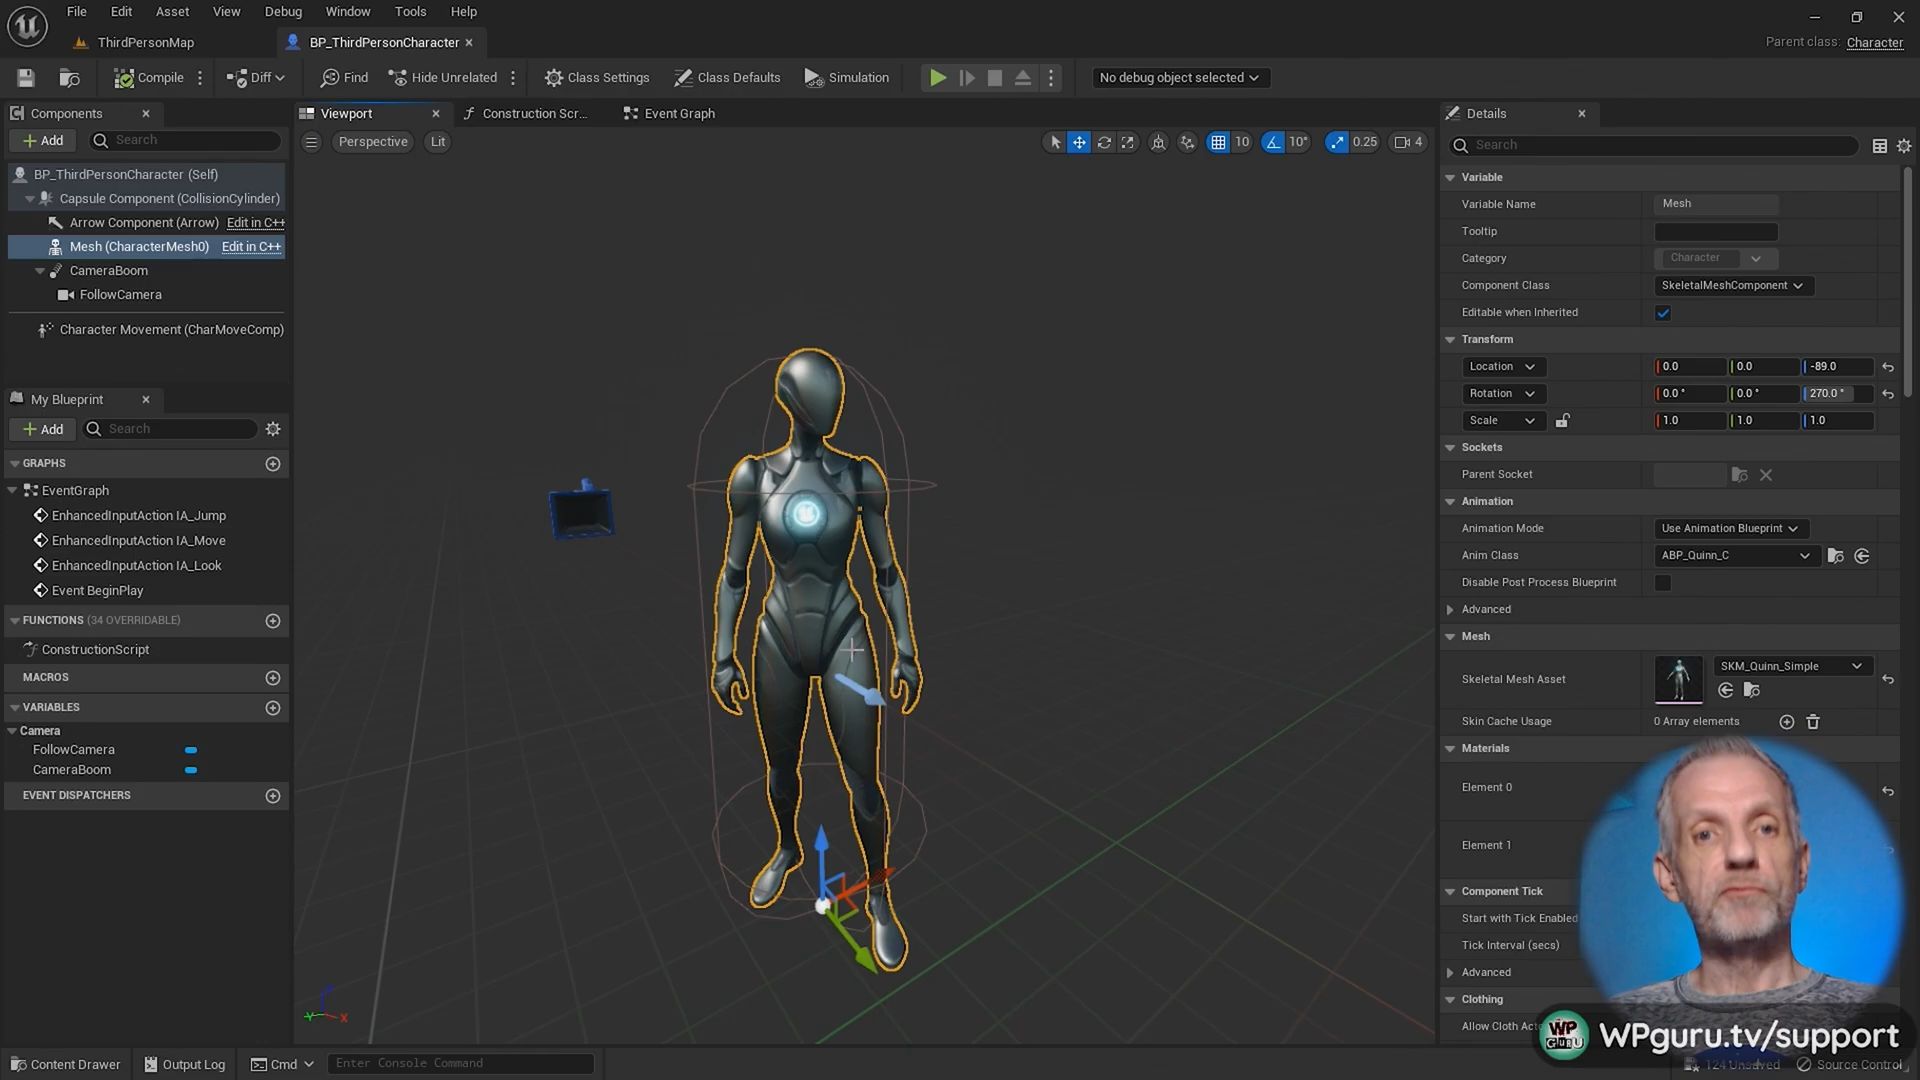 File Edit Asset View Debug Window Tools Help
ThirdPersonMap
BP_ThirdPersonCharacter
Parent class: Character
Compile
Diff
Find
Hide Unrelated
Class Settings
Class Defaults
Simulation
No debug object selected
Components
Add
Search
BP_ThirdPersonCharacter (Self)
Capsule Component (CollisionCylinder)
Arrow Component (Arrow) Edit in C++
Mesh (CharacterMesh0) Edit in C++
CameraBoom
FollowCamera
Character Movement (CharMoveComp)
My Blueprint
Add
Search
GRAPHS
EventGraph
EnhancedInputAction IA_Jump
EnhancedInputAction IA_Move
EnhancedInputAction IA_Look
Event BeginPlay
FUNCTIONS (34 OVERRIDABLE)
ConstructionScript
MACROS
VARIABLES
Camera
FollowCamera
CameraBoom
EVENT DISPATCHERS
Viewport
Construction Scr...
Event Graph
Perspective
Lit
10
10°
0.25
4
Details
Search
Variable
Variable Name Mesh
Tooltip
Category Character
Component Class SkeletalMeshComponent
Editable when Inherited
Transform
Location 0.0 0.0 -89.0
Rotation 0.0° 0.0° 270.0°
Scale 1.0 1.0 1.0
Sockets
Parent Socket
Animation
Animation Mode Use Animation Blueprint
Anim Class ABP_Quinn_C
Disable Post Process Blueprint
Advanced
Mesh
Skeletal Mesh Asset SKM_Quinn_Simple
Skin Cache Usage 0 Array elements
Materials
Element 0
Element 1
Component Tick
Start with Tick Enabled
Tick Interval (secs)
Advanced
Clothing
Allow Cloth Act
WP GURU WPguru.tv/support
Content Drawer
Output Log
Cmd
Enter Console Command
124 Unsaved
Source Control